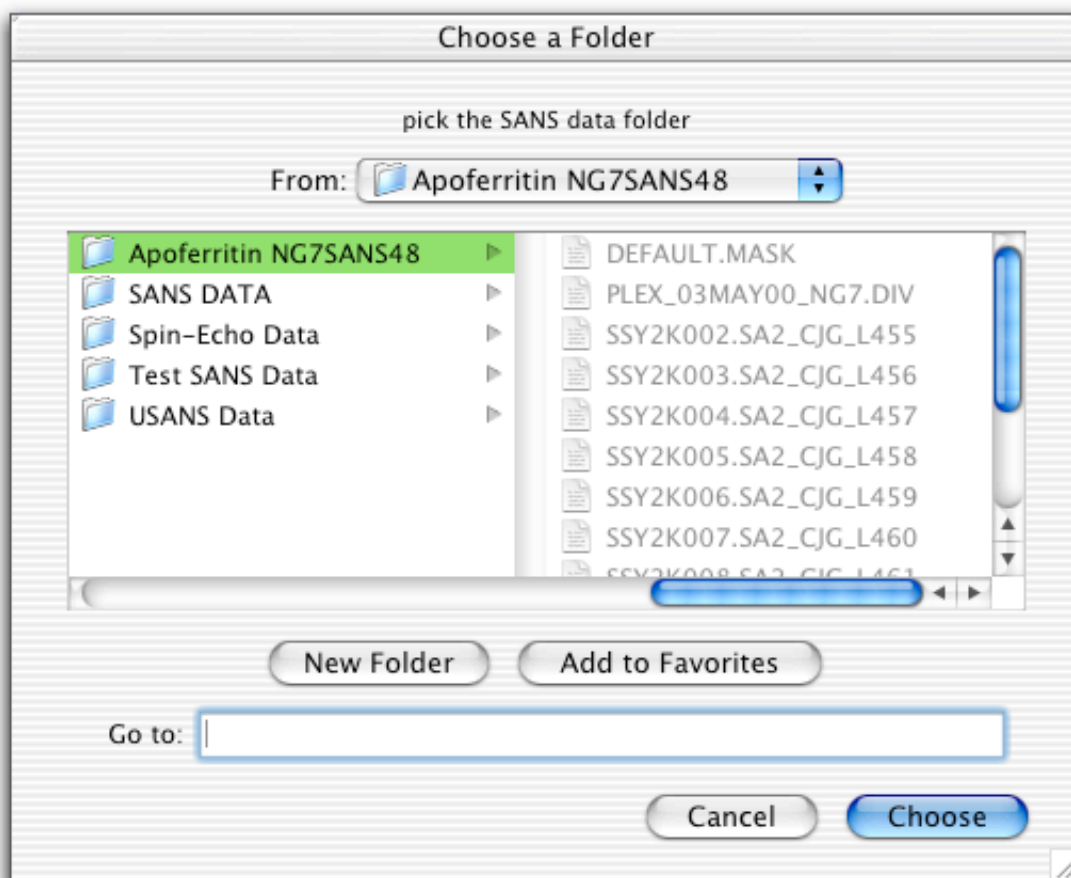 Choose a Folder
pick the SANS data folder
From: Apoferritin NG7SANS48
Apoferritin NG7SANS48
SANS DATA
Spin-Echo Data
Test SANS Data
USANS Data
DEFAULT.MASK
PLEX_03MAY00_NG7.DIV
SSY2K002.SA2_CJG_L455
SSY2K003.SA2_CJG_L456
SSY2K004.SA2_CJG_L457
SSY2K005.SA2_CJG_L458
SSY2K006.SA2_CJG_L459
SSY2K007.SA2_CJG_L460
SSY2K008.SA2_CJG_L461
New Folder
Add to Favorites
Go to:
Cancel
Choose